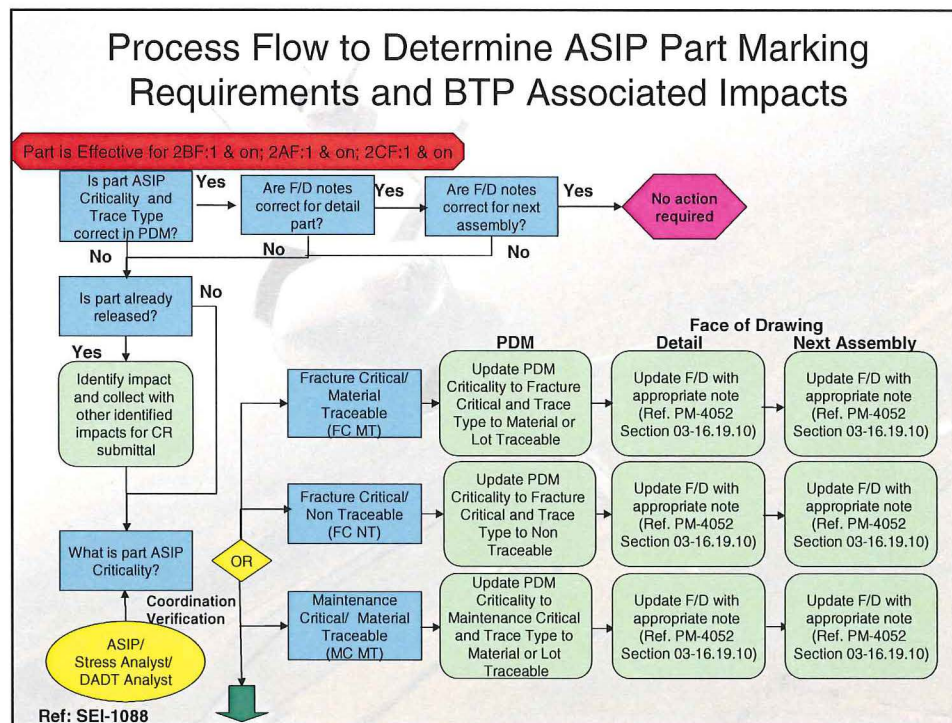 Process Flow to Determine ASIP Part Marking
Requirements and BTP Associated Impacts
Part is Effective for 2BF:1 & on; 2AF:1 & on; 2CF:1 & on
Is part ASIP
Criticality and
Trace Type
correct in PDM?
Yes
Are F/D notes
correct for detail
part?
Yes
Are F/D notes
correct for next
assembly?
Yes
No action
required
No
No
No
Is part already
released?
No
Yes
Identify impact
and collect with
other identified
impacts for CR
submittal
What is part ASIP
Criticality?
Coordination
Verification
ASIP/
Stress Analyst/
DADT Analyst
Ref: SEI-1088
OR
PDM
Face of Drawing
Detail
Next Assembly
Fracture Critical/
Material
Traceable
(FC MT)
Update PDM
Criticality to Fracture
Critical and Trace
Type to Material or
Lot Traceable
Update F/D with
appropriate note
(Ref. PM-4052
Section 03-16.19.10)
Update F/D with
appropriate note
(Ref. PM-4052
Section 03-16.19.10)
Fracture Critical/
Non Traceable
(FC NT)
Update PDM
Criticality to Fracture
Critical and Trace
Type to Non
Traceable
Update F/D with
appropriate note
(Ref. PM-4052
Section 03-16.19.10)
Update F/D with
appropriate note
(Ref. PM-4052
Section 03-16.19.10)
Maintenance
Critical/ Material
Traceable
(MC MT)
Update PDM
Criticality to
Maintenance Critical
and Trace Type to
Material or Lot
Traceable
Update F/D with
appropriate note
(Ref. PM-4052
Section 03-16.19.10)
Update F/D with
appropriate note
(Ref. PM-4052
Section 03-16.19.10)